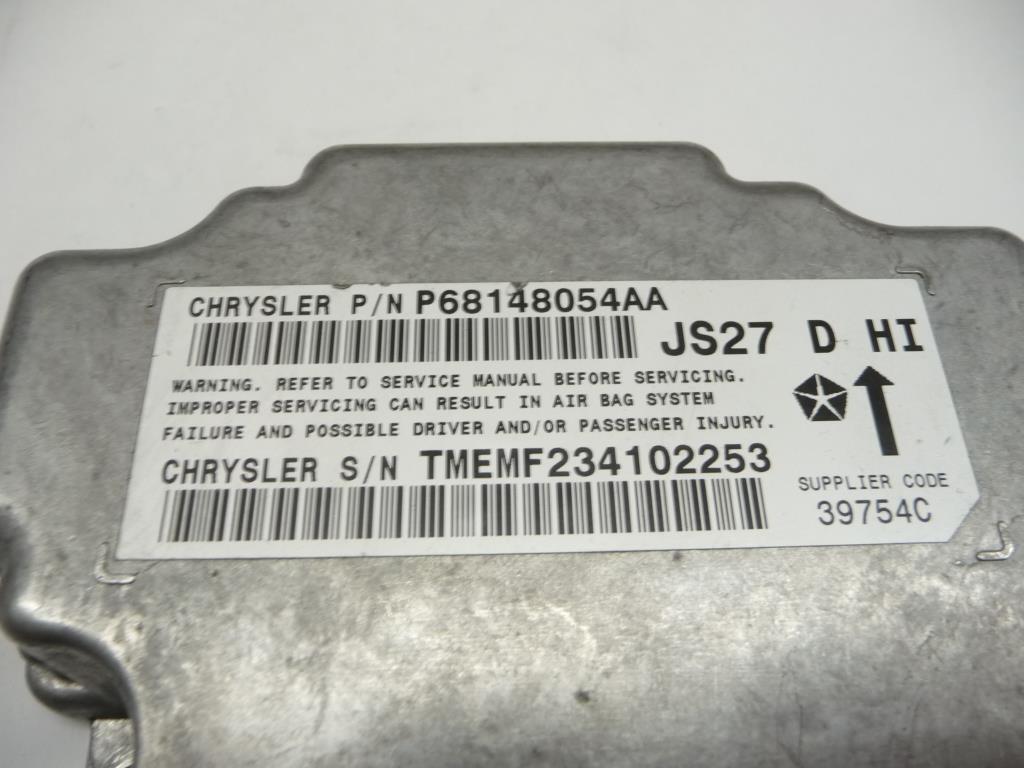 CHRYSLER P/N P68148054AA
JS27 D HI
WARNING. REFER TO SERVICE MANUAL BEFORE SERVICING.
IMPROPER SERVICING CAN RESULT IN AIR BAG SYSTEM
FAILURE AND POSSIBLE DRIVER AND/OR PASSENGER INJURY.
CHRYSLER S/N TMEMF234102253
SUPPLIER CODE
39754C